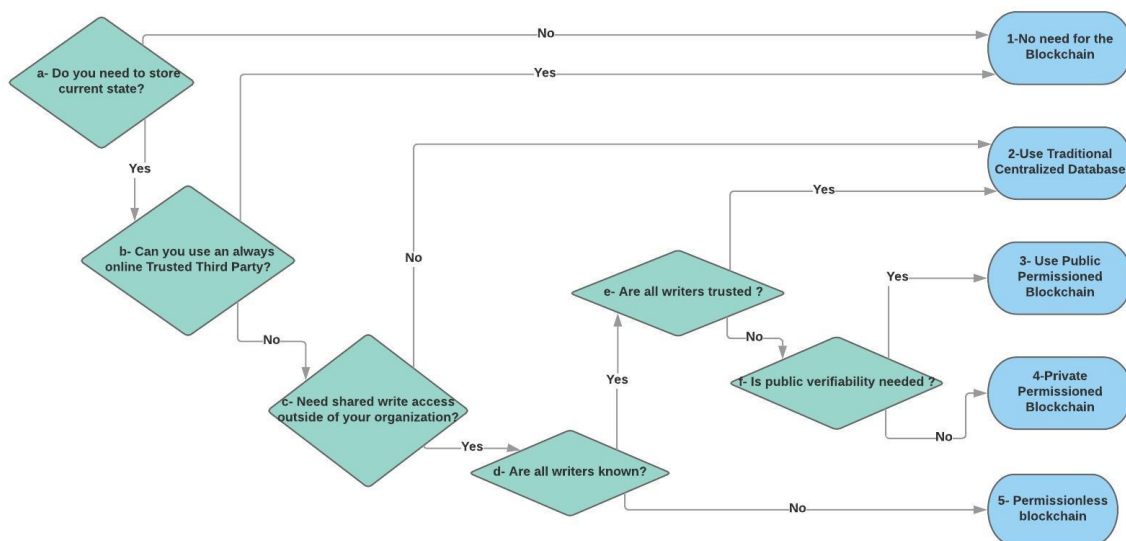 No
1-No need for the
Blockchain
a- Do you need to store
current state?
Yes
Yes
2-Use Traditional
Centralized Database
Yes
b- Can you use an always
online Trusted Third Party?
No
e- Are all writers trusted ?
Yes
3- Use Public
Permissioned
Blockchain
No
No
f- Is public verifiability needed ?
Yes
4-Private
Permissioned
Blockchain
c- Need shared write access
outside of your organization?
Yes
No
d- Are all writers known?
No
5- Permissionless
blockchain